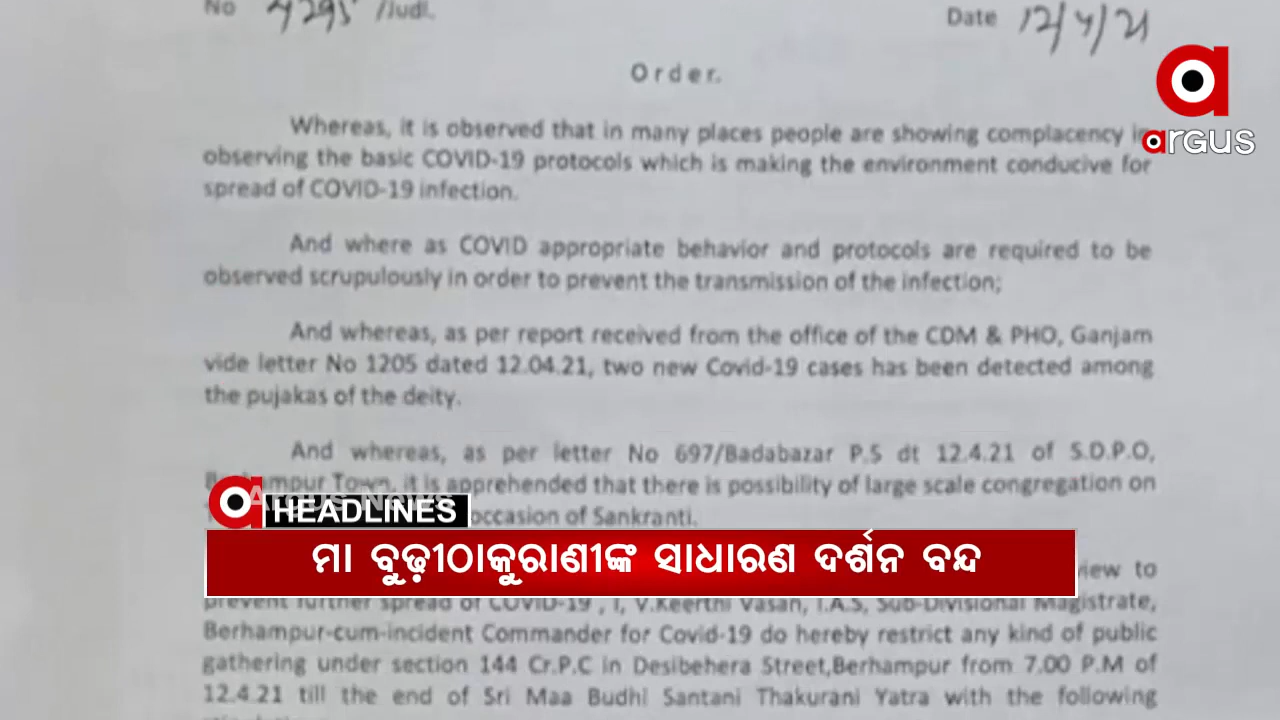 No 4295 /Judl.
Date 12/4/21
argus
Order.
Whereas, it is observed that in many places people are showing complacency in
observing the basic COVID-19 protocols which is making the environment conducive for
spread of COVID-19 infection.
And where as COVID appropriate behavior and protocols are required to be
observed scrupulously in order to prevent the transmission of the infection;
And whereas, as per report received from the office of the CDM & PHO, Ganjam
vide letter No 1205 dated 12.04.21, two new Covid-19 cases has been detected among
the pujakas of the deity.
And whereas, as per letter No 697/Badabazar P.S dt 12.4.21 of S.D.P.O,
Town, it is apprehended that there is possibility of large scale congregation on
occasion of Sankranti.
Argus News
HEADLINES
ମା ବୁଢ଼ୀଠାକୁରାଣୀଙ୍କ ସାଧାରଣ ଦର୍ଶନ ବନ୍ଦ
view to
prevent further spread of COVID-19 , I, V.Keerthi Vasan, I.A.S, Sub-Divisional Magistrate,
Berhampur-cum-incident Commander for Covid-19 do hereby restrict any kind of public
gathering under section 144 Cr.P.C in Desibehera Street,Berhampur from 7.00 P.M of
12.4.21 till the end of Sri Maa Budhi Santani Thakurani Yatra with the following